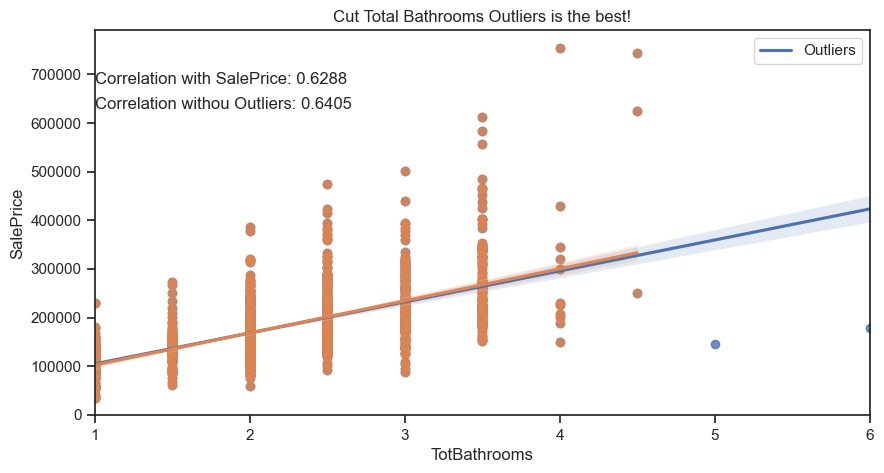 Cut Total Bathrooms Outliers is the best!
Outliers
Correlation with SalePrice: 0.6288
Correlation withou Outliers: 0.6405
SalePrice
700000
600000
500000
400000
300000
200000
100000
0
1 2 3 4 5 6
TotBathrooms